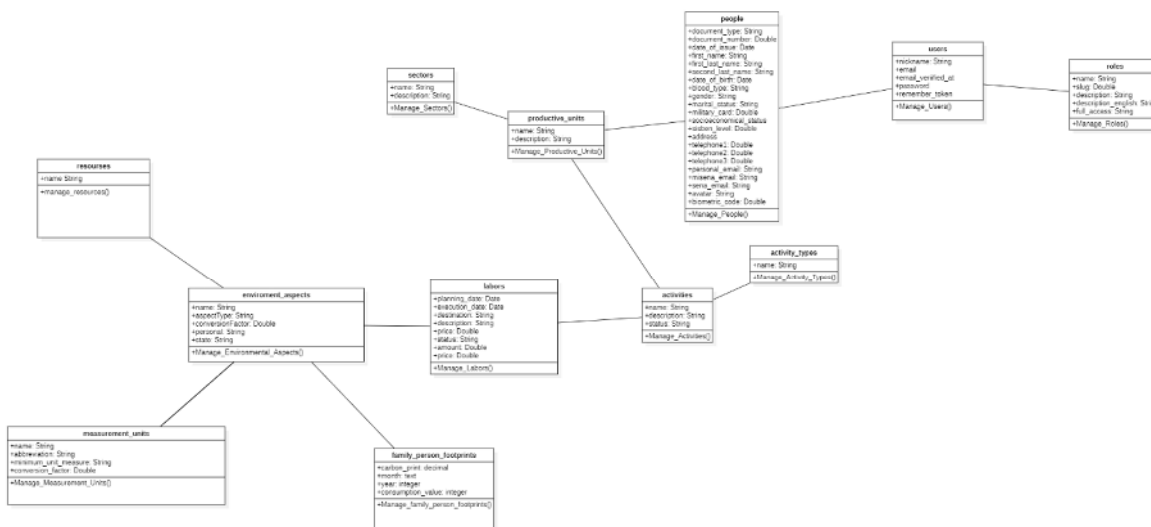 people
+document_type: String
+document_number: Double
+date_of_issue: Date
+first_name: String
+first_last_name: String
+second_last_name: String
+date_of_birth: Date
+blood_type: String
+gender: String
+marital_status: String
+military_card: Double
+socioeconomical_status
+sisben_level: Double
+address
+telephone1: Double
+telephone2: Double
+telephone3: Double
+personal_email: String
+misena_email: String
+sena_email: String
+avatar: String
+biometric_code: Double
+Manage_People()
users
+nickname: String
+email
+email_verified_at
+password
+remember_token
+Manage_Users()
roles
+name: String
+slug: Double
+description: String
+description_english: String
+full_access: String
+Manage_Roles()
sectors
+name: String
+description: String
+Manage_Sectors()
productive_units
+name: String
+description: String
+Manage_Productive_Units()
resourses
+name String
+manage_resources()
activity_types
+name: String
+Manage_Activity_Types()
enviroment_aspects
+name: String
+aspectType: String
+conversionFactor: Double
+personal: String
+state: String
+Manage_Environmental_Aspects()
labors
+planning_date: Date
+execution_date: Date
+destination: String
+description: String
+price: Double
+status: String
+amount: Double
+price: Double
+Manage_Labors()
activities
+name: String
+description: String
+status: String
+Manage_Activities()
measurement_units
+name: String
+abbreviation: String
+minimum_unit_measure: String
+conversion_factor: Double
+Manage_Measurement_Units()
family_person_footprints
+carbon_print: decimal
+month: text
+year: integer
+consumption_value: integer
+Manage_family_person_footprints()